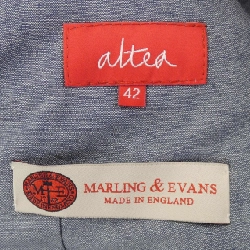 altea
42
MARLING & EVANS
MADE IN ENGLAND